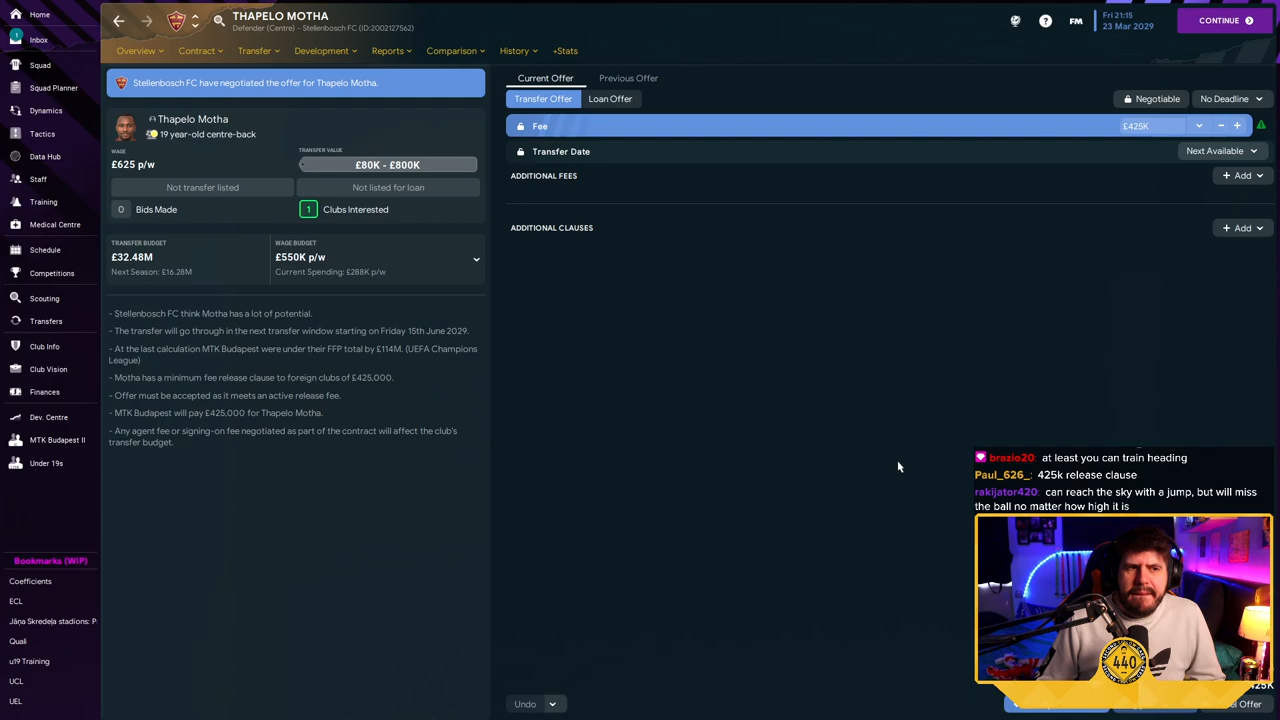 Home
Inbox
Squad
Squad Planner
Dynamics
Tactics
Data Hub
Staff
Training
Medical Centre
Schedule
Competitions
Scouting
Transfers
Club Info
Club Vision
Finances
Dev. Centre
MTK Budapest II
Under 19s
Bookmarks (WiP)
Coefficients
ECL
Jāņa Skredeļa stadions: P
Quali
u19 Training
UCL
UEL
THAPELO MOTHA
Defender (Centre) - Stellenbosch FC (ID:2002127562)
FM
Fri 21:15
23 Mar 2029
CONTINUE
Overview
Contract
Transfer
Development
Reports
Comparison
History
+Stats
Stellenbosch FC have negotiated the offer for Thapelo Motha.
Thapelo Motha
19 year-old centre-back
WAGE
£625 p/w
TRANSFER VALUE
£80K - £800K
Not transfer listed
Not listed for loan
0 Bids Made
1 Clubs Interested
TRANSFER BUDGET
£32.48M
Next Season: £16.28M
WAGE BUDGET
£550K p/w
Current Spending: £288K p/w
- Stellenbosch FC think Motha has a lot of potential.
- The transfer will go through in the next transfer window starting on Friday 15th June 2029.
- At the last calculation MTK Budapest were under their FFP total by £114M. (UEFA Champions
League)
- Motha has a minimum fee release clause to foreign clubs of £425,000.
- Offer must be accepted as it meets an active release fee.
- MTK Budapest will pay £425,000 for Thapelo Motha.
- Any agent fee or signing-on fee negotiated as part of the contract will affect the club's
transfer budget.
Current Offer
Previous Offer
Transfer Offer
Loan Offer
Negotiable
No Deadline
Fee
£425K
Transfer Date
Next Available
ADDITIONAL FEES
+ Add
ADDITIONAL CLAUSES
+ Add
brazio20: at least you can train heading
Paul_626_: 425k release clause
rakijator420: can reach the sky with a jump, but will miss
the ball no matter how high it is
440
425K
Undo
Offer